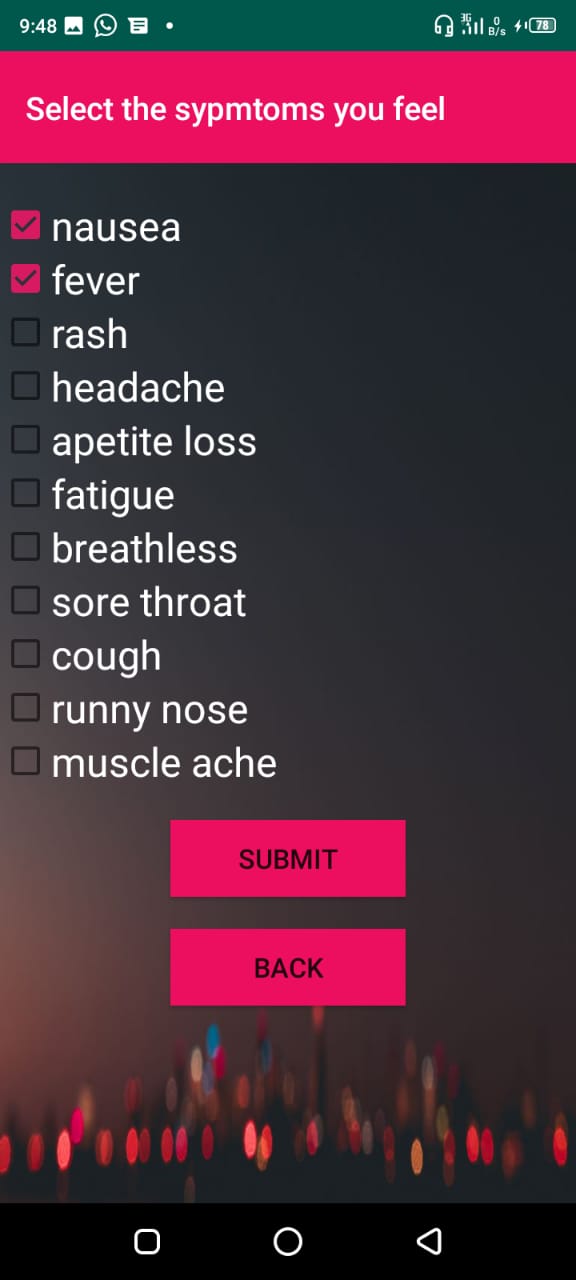 9:48 3G 0 B/s 78
Select the sypmtoms you feel
nausea
fever
rash
headache
apetite loss
fatigue
breathless
sore throat
cough
runny nose
muscle ache
SUBMIT
BACK